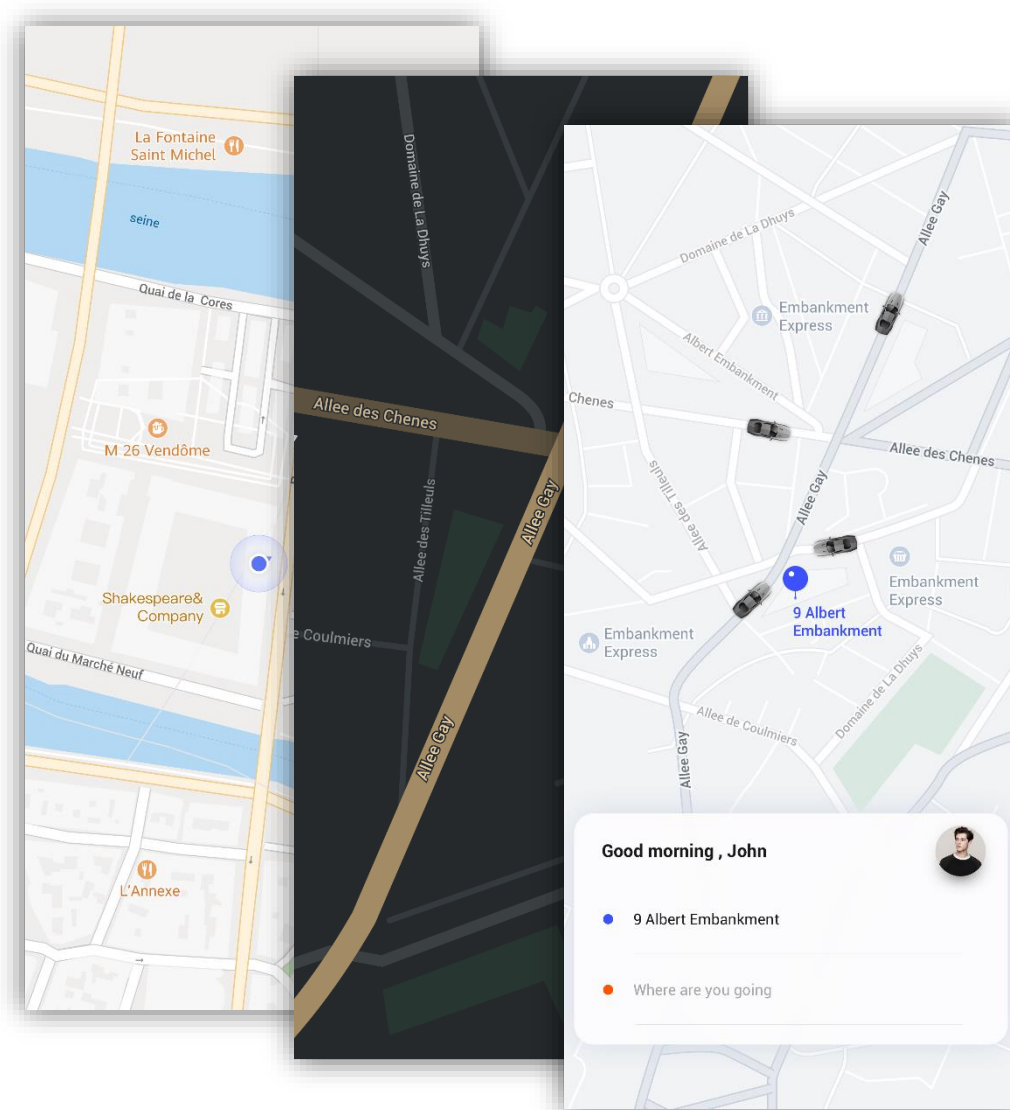 La Fontaine
Saint Michel
seine
Quai de la Cores
M 26 Vendôme
Shakespeare&
Company
Quai du Marché Neuf
L'Annexe
Domaine de La Dhuys
Allee des Chenes
Allee des Tilleuls
Allee Gay
e Coulmiers
Allee Gay
Allee Gay
Domaine de La Dhuys
Embankment
Express
Albert Embankment
Chenes
Allee des Chenes
Allee des Tilleuls
Allee Gay
Embankment
Express
9 Albert
Embankment
Embankment
Express
Domaine de La Dhuys
Allee de Coulmiers
Allee Gay
Good morning , John
9 Albert Embankment
Where are you going